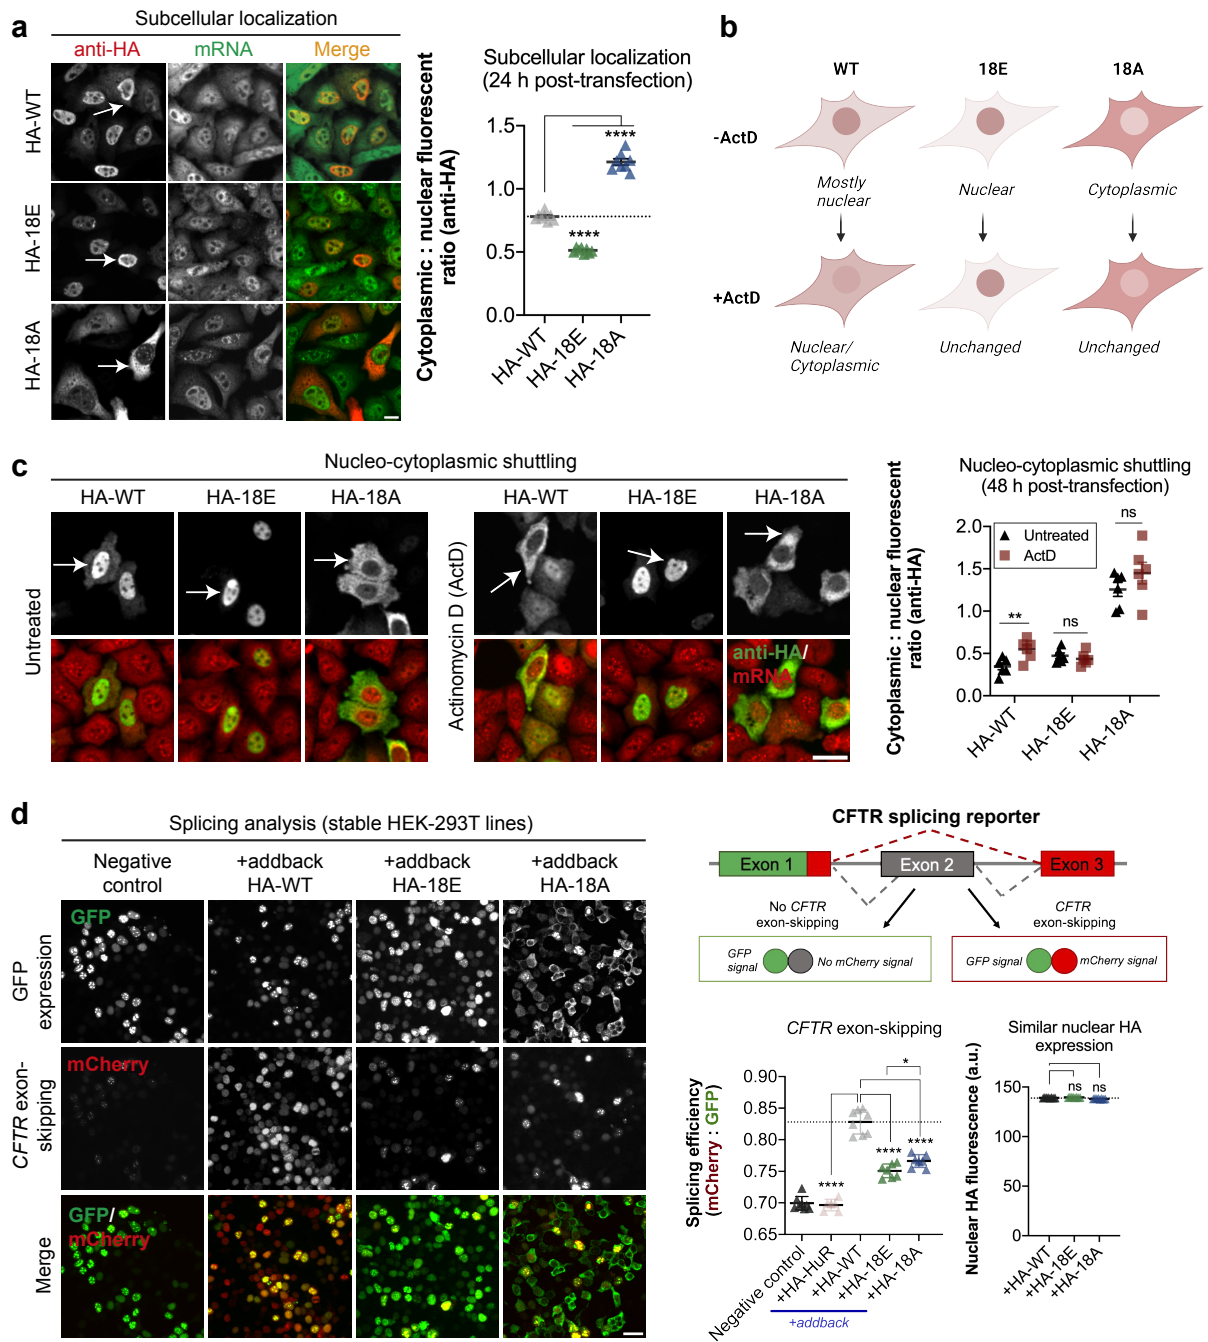 a
Subcellular localization
anti-HA
mRNA
Merge
HA-WT
HA-18E
HA-18A
Subcellular localization
(24 h post-transfection)
Cytoplasmic : nuclear fluorescent
ratio (anti-HA)
1.5
1.0
0.5
0.0
****
****
HA-WT
HA-18E
HA-18A
b
WT
18E
18A
-ActD
Mostly
nuclear
Nuclear
Cytoplasmic
+ActD
Nuclear/
Cytoplasmic
Unchanged
Unchanged
c
Nucleo-cytoplasmic shuttling
HA-WT
HA-18E
HA-18A
HA-WT
HA-18E
HA-18A
Untreated
Actinomycin D (ActD)
anti-HA/
mRNA
Nucleo-cytoplasmic shuttling
(48 h post-transfection)
Cytoplasmic : nuclear fluorescent
ratio (anti-HA)
2.0
1.5
1.0
0.5
0.0
Untreated
ActD
**
ns
ns
HA-WT
HA-18E
HA-18A
d
Splicing analysis (stable HEK-293T lines)
Negative
control
+addback
HA-WT
+addback
HA-18E
+addback
HA-18A
GFP
expression
CFTR exon-
skipping
Merge
GFP
mCherry
GFP/
mCherry
CFTR splicing reporter
Exon 1
Exon 2
Exon 3
No CFTR
exon-skipping
CFTR
exon-skipping
GFP
signal
No mCherry signal
GFP signal
mCherry signal
CFTR exon-skipping
Splicing efficiency
(mCherry : GFP)
0.90
0.85
0.80
0.75
0.70
0.65
****
****
****
*
Negative control
+HA-HuR
+HA-WT
+HA-18E
+HA-18A
+addback
Similar nuclear HA
expression
Nuclear HA fluorescence (a.u.)
150
100
50
0
ns
ns
+HA-WT
+HA-18E
+HA-18A